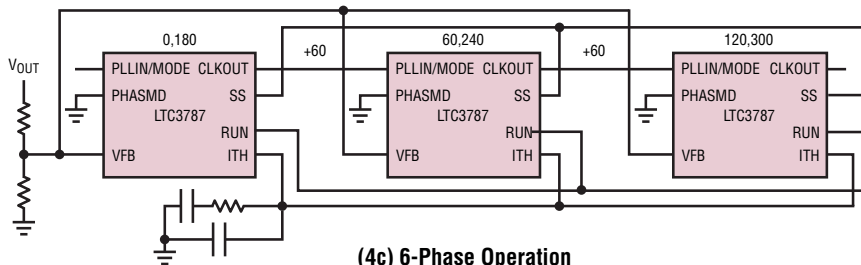 0,180
+60
60,240
+60
120,300
VOUT
PLLIN/MODE CLKOUT
PHASMD SS
LTC3787
RUN
VFB ITH
PLLIN/MODE CLKOUT
PHASMD SS
LTC3787
RUN
VFB ITH
PLLIN/MODE CLKOUT
PHASMD SS
LTC3787
RUN
VFB ITH
(4c) 6-Phase Operation